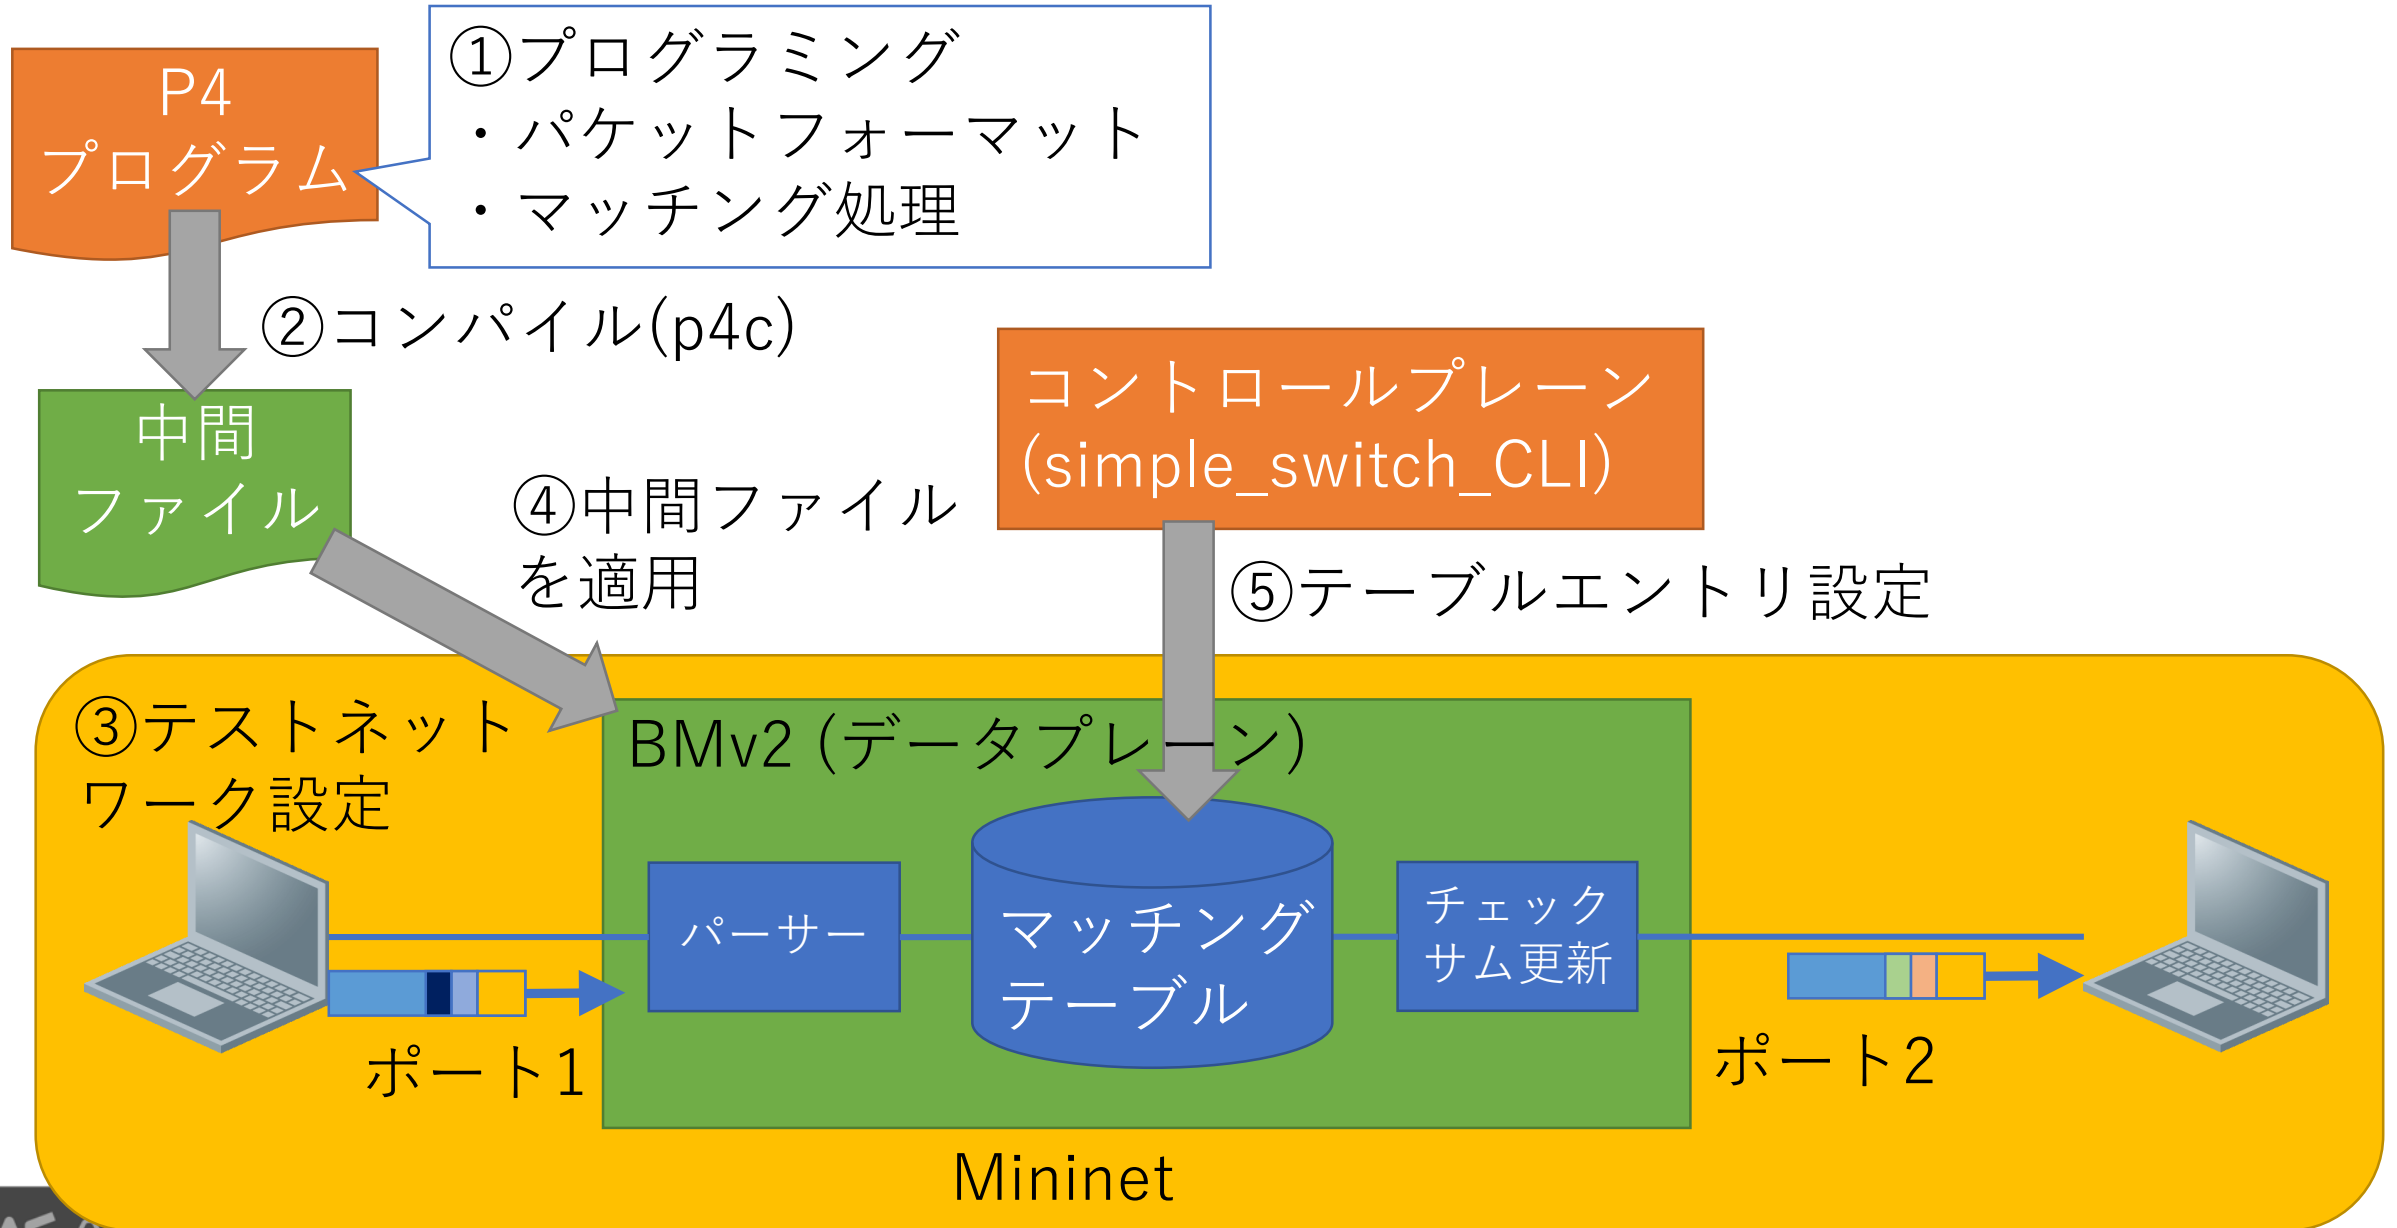 P4
プログラム
①プログラミング
・パケットフォーマット
・マッチング処理
②コンパイル(p4c)
中間
ファイル
④中間ファイル
を適用
コントロールプレーン
(simple_switch_CLI)
⑤テーブルエントリ設定
③テストネット
ワーク設定
BMv2 (データプレーン)
パーサー
マッチング
テーブル
チェック
サム更新
ポート1
ポート2
Mininet